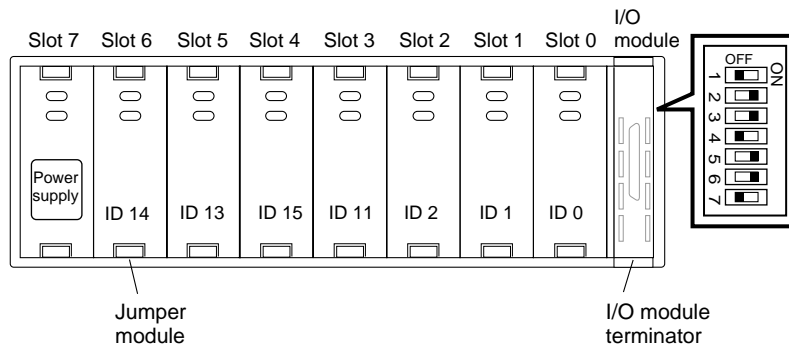 Slot 7 Slot 6 Slot 5 Slot 4 Slot 3 Slot 2 Slot 1 Slot 0
I/O
module
OFF
ON
1
2
3
4
5
6
7
Power
supply
ID 14 ID 13 ID 15 ID 11 ID 2 ID 1 ID 0
Jumper
module
I/O module
terminator